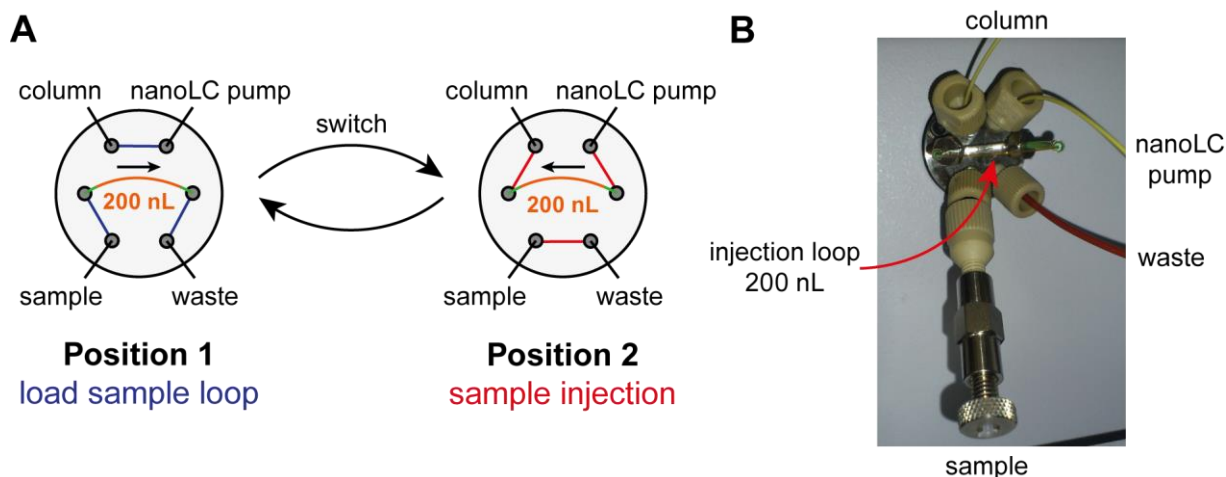 A
column
nanoLC pump
200 nL
sample
waste
Position 1
load sample loop
switch
column
nanoLC pump
200 nL
sample
waste
Position 2
sample injection
B
column
nanoLC
pump
waste
injection loop
200 nL
sample